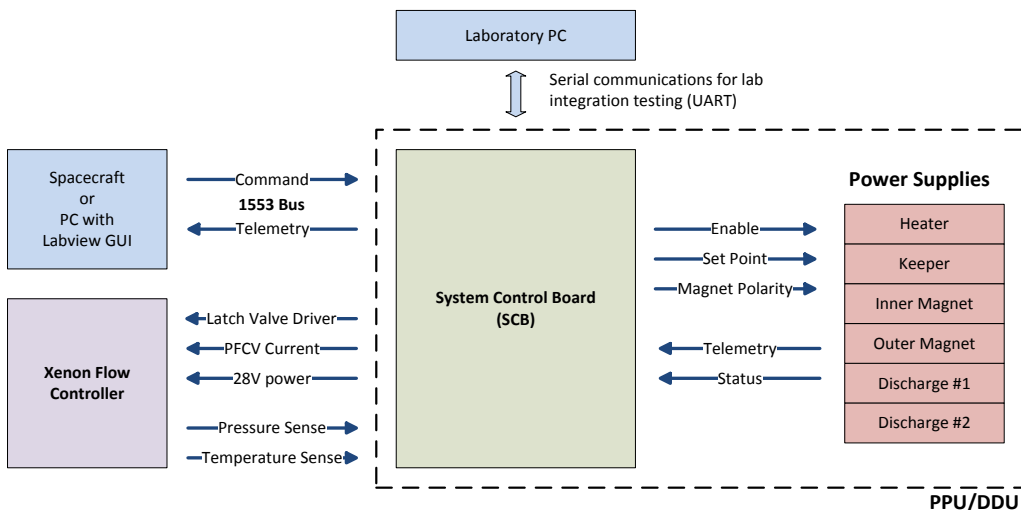 Laboratory PC
Serial communications for lab
integration testing (UART)
Spacecraft
or
PC with
Labview GUI
Command
1553 Bus
Telemetry
Xenon Flow
Controller
Latch Valve Driver
PFCV Current
28V power
Pressure Sense
Temperature Sense
System Control Board
(SCB)
Enable
Set Point
Magnet Polarity
Telemetry
Status
Power Supplies
Heater
Keeper
Inner Magnet
Outer Magnet
Discharge #1
Discharge #2
PPU/DDU